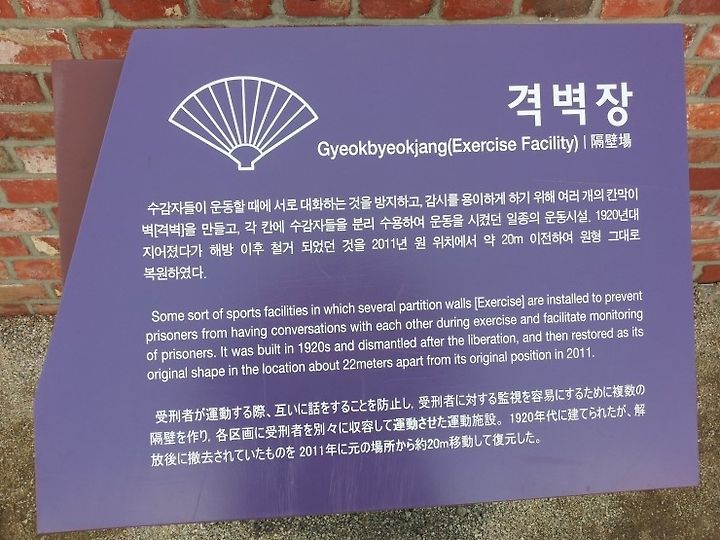 격벽장
Gyeokbyeokjang(Exercise Facility) | 隔壁場
수감자들이 운동할 때에 서로 대화하는 것을 방지하고, 감시를 용이하게 하기 위해 여러 개의 칸막이
벽[격벽]을 만들고, 각 칸에 수감자들을 분리 수용하여 운동을 시켰던 일종의 운동시설. 1920년대
지어졌다가 해방 이후 철거 되었던 것을 2011년 원 위치에서 약 20m 이전하여 원형 그대로
복원하였다.
Some sort of sports facilities in which several partition walls [Exercise] are installed to prevent
prisoners from having conversations with each other during exercise and facilitate monitoring
of prisoners. It was built in 1920s and dismantled after the liberation, and then restored as its
original shape in the location about 22meters apart from its original position in 2011.
受刑者が運動する際、互いに話をすることを防止し、受刑者に対する監視を容易にするために複数の
隔壁を作り、各区画に受刑者を別々に収容して運動させた運動施設。1920年代に建てられたが、解
放後に撤去されていたものを 2011年に元の場所から約20m移動して復元した。